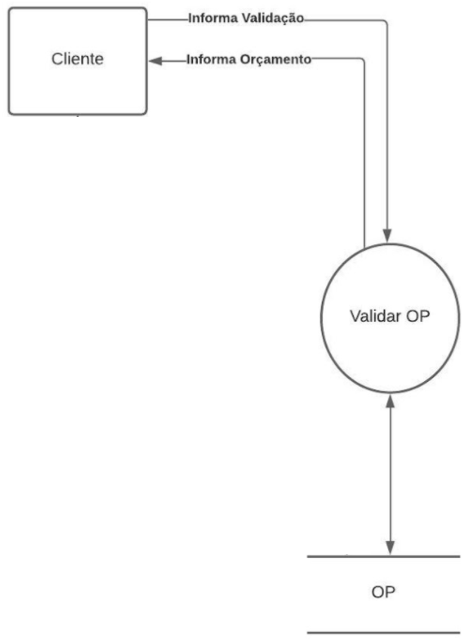 Informa Validação
Cliente
Informa Orçamento
Validar OP
OP